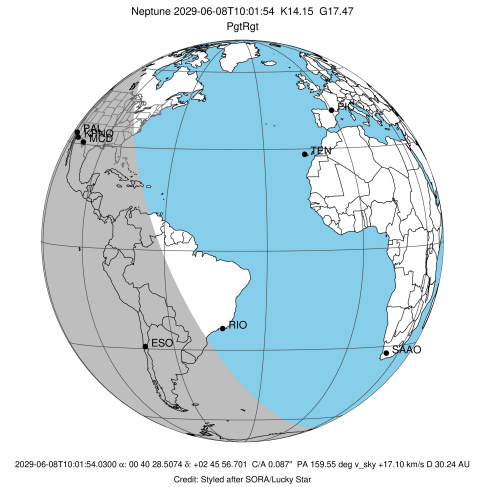 Neptune 2029-06-08T10:01:54 K14.15 G17.47
PgtRgt
PIC
PAL
KPNO
MCD
TEN
RIO
ESO
SAAO
2029-06-08T10:01:54.0300 α: 00 40 28.5074 δ: +02 45 56.701 C/A 0.087" PA 159.55 deg v_sky +17.10 km/s D 30.24 AU
Credit: Styled after SORA/Lucky Star